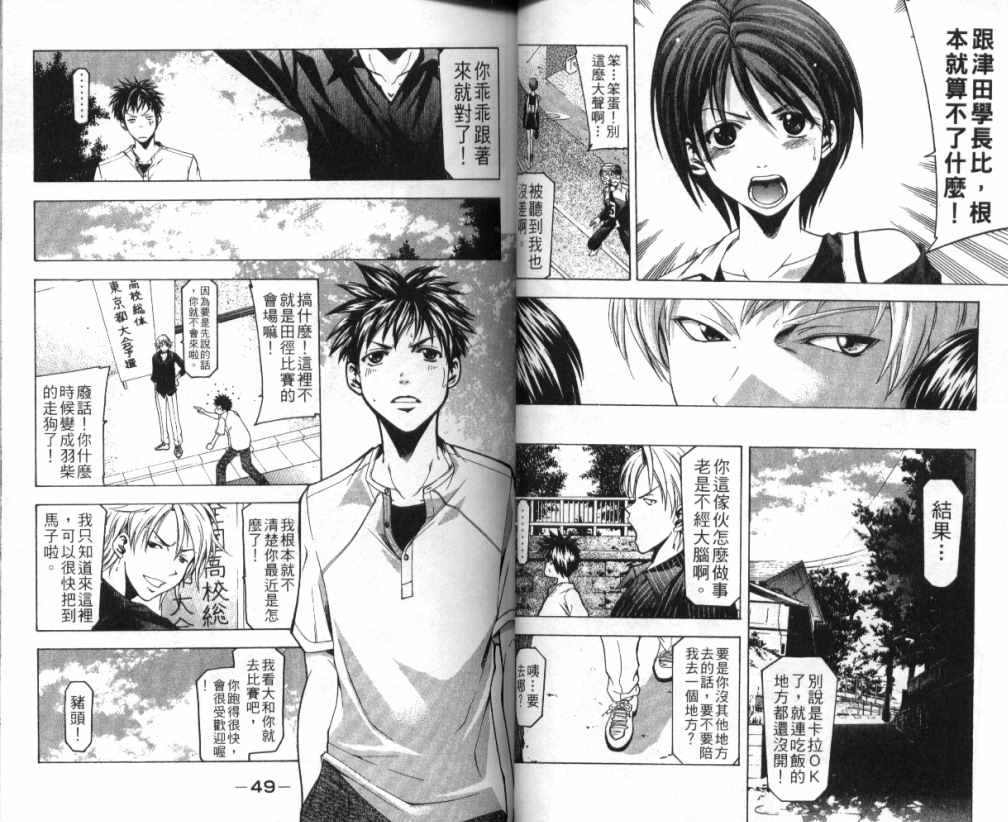 跟津田學長比，根
本就算不了什麼！
笨…笨蛋！別
這麼大聲啊…
被聽到我也
沒差啊。
結果…
別說是卡拉OK
了，就連吃飯的
地方都還沒開！
你這傢伙怎麼做事
老是不經大腦啊。
………
要是你沒其他地方
去的話，要不要陪
我去一個地方？
咦…要
去哪？
你乖乖跟著
來就對了！
………
搞什麼！這裡不
就是田徑比賽的
會場嘛！
因為要是先說的話
，你就不會來啦。
高校総体
東京都大会予選
廢話！你什麼
時候變成羽柴
的走狗了！
我根本就不
清楚你最近是怎
麼了！
高校総
大会
我只知道來這裡
，可以很快把到
馬子啦。
我看大和你就
去比賽吧，
你跑得很快，
會很受歡迎喔
！
豬頭！
－49－